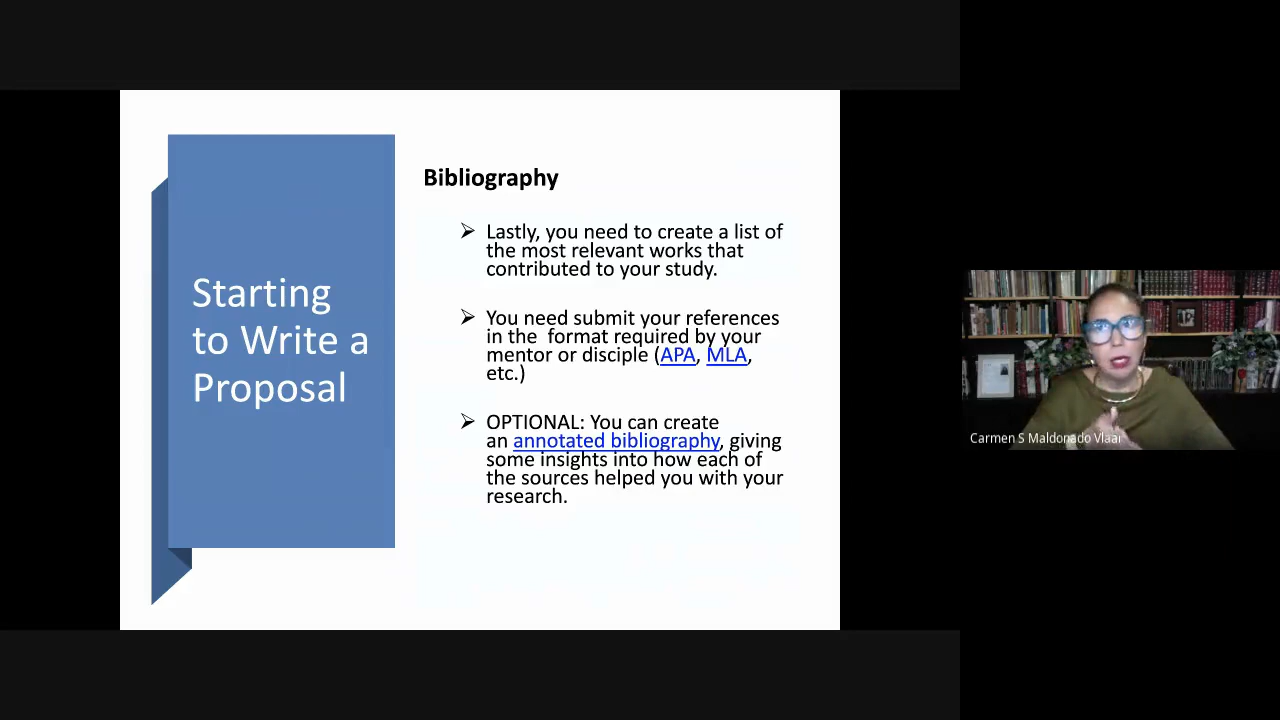 Starting
to Write a
Proposal
Bibliography
➢ Lastly, you need to create a list of
the most relevant works that
contributed to your study.
➢ You need submit your references
in the  format required by your
mentor or disciple (APA, MLA,
etc.)
➢ OPTIONAL: You can create
an annotated bibliography, giving
some insights into how each of
the sources helped you with your
research.
Carmen S Maldonado Vlaai